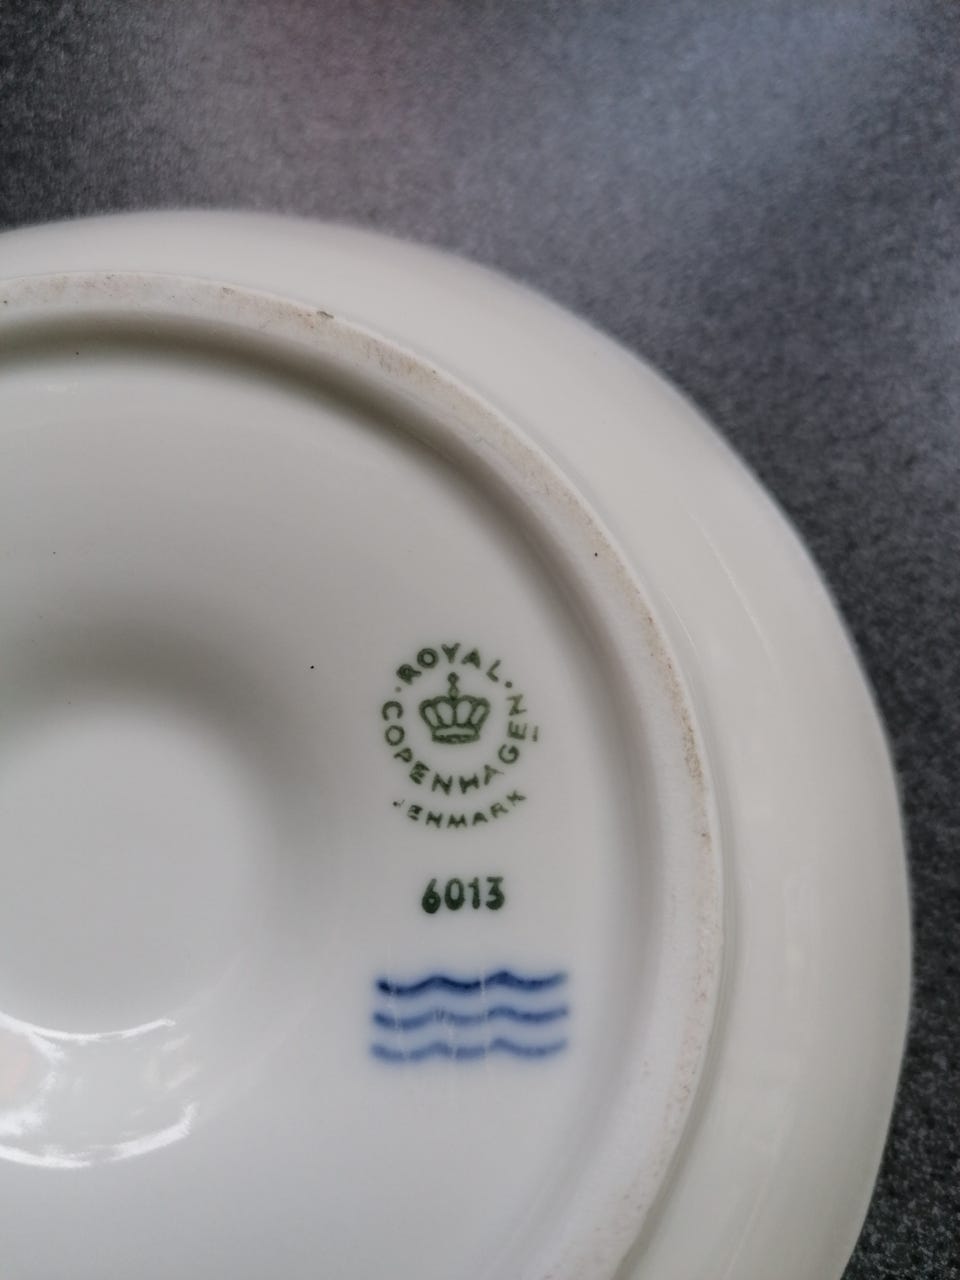 ROYAL
COPENHAGEN
DENMARK
6013